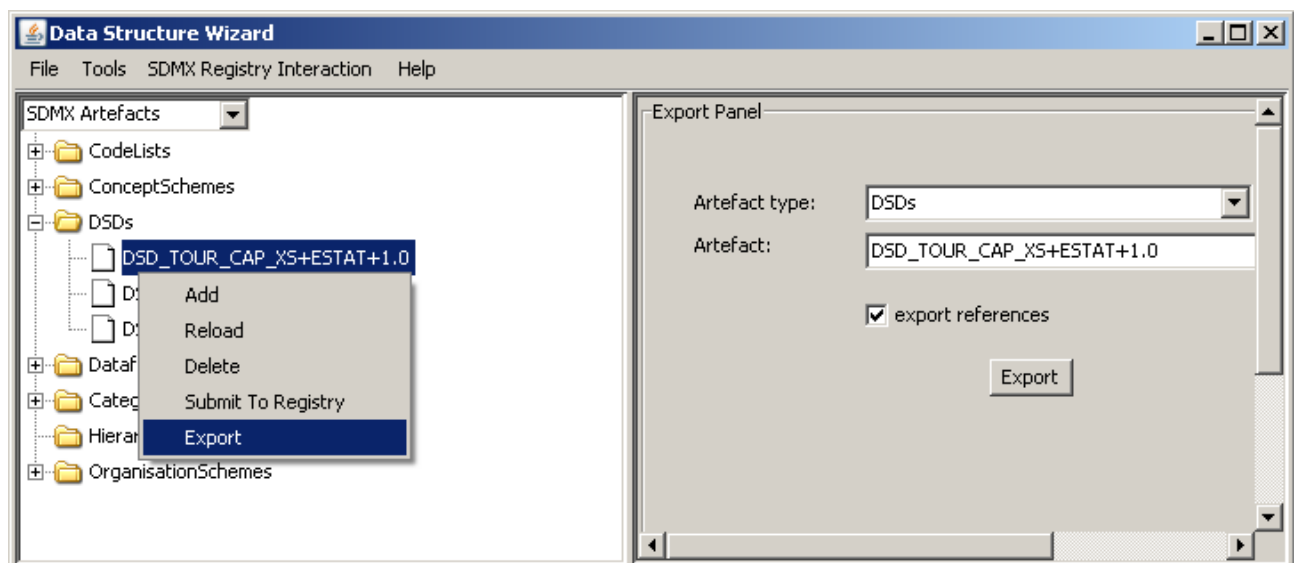 Data Structure Wizard
File Tools SDMX Registry Interaction Help
SDMX Artefacts
CodeLists
ConceptSchemes
DSDs
DSD_TOUR_CAP_XS+ESTAT+1.0
Add
Reload
Delete
Submit To Registry
Export
OrganisationSchemes
Export Panel
Artefact type: DSDs
Artefact: DSD_TOUR_CAP_XS+ESTAT+1.0
export references
Export